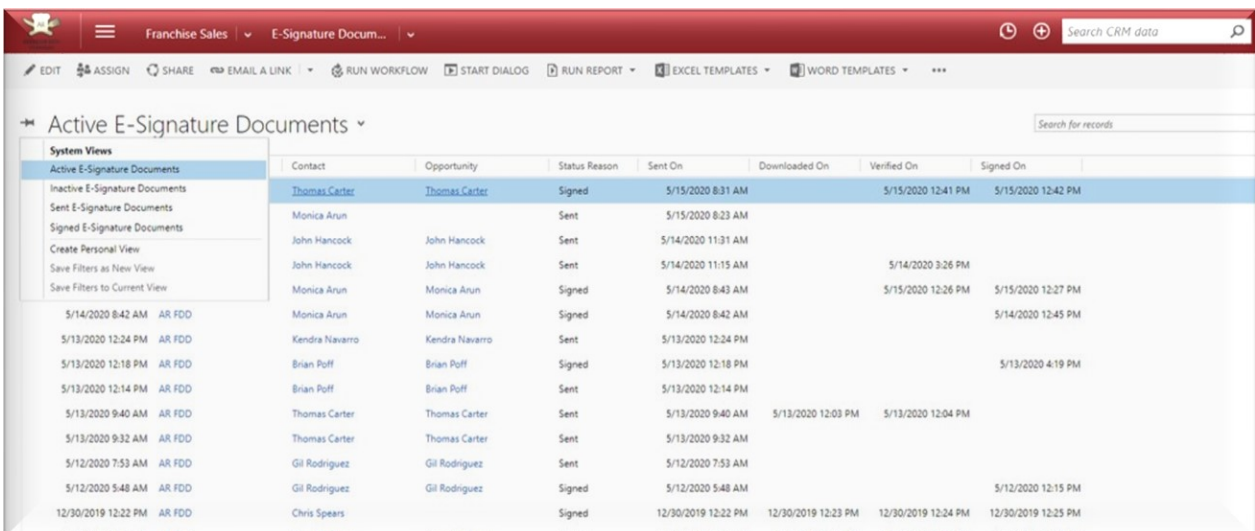 Franchise Sales E-Signature Docum... Search CRM data
EDIT ASSIGN SHARE EMAIL A LINK RUN WORKFLOW START DIALOG RUN REPORT EXCEL TEMPLATES WORD TEMPLATES
Active E-Signature Documents
Search for records
System Views
Active E-Signature Documents
Inactive E-Signature Documents
Sent E-Signature Documents
Signed E-Signature Documents
Create Personal View
Save Filters as New View
Save Filters to Current View
Contact Opportunity Status Reason Sent On Downloaded On Verified On Signed On
Thomas Carter Thomas Carter Signed 5/15/2020 8:31 AM 5/15/2020 12:41 PM 5/15/2020 12:42 PM
Monica Arun Sent 5/15/2020 8:23 AM
John Hancock John Hancock Sent 5/14/2020 11:31 AM
John Hancock John Hancock Sent 5/14/2020 11:15 AM 5/14/2020 3:26 PM
Monica Arun Monica Arun Signed 5/14/2020 8:43 AM 5/15/2020 12:26 PM 5/15/2020 12:27 PM
5/14/2020 8:42 AM AR FDD Monica Arun Monica Arun Signed 5/14/2020 8:42 AM 5/14/2020 12:45 PM
5/13/2020 12:24 PM AR FDD Kendra Navarro Kendra Navarro Sent 5/13/2020 12:24 PM
5/13/2020 12:18 PM AR FDD Brian Poff Brian Poff Signed 5/13/2020 12:18 PM 5/13/2020 4:19 PM
5/13/2020 12:14 PM AR FDD Brian Poff Brian Poff Sent 5/13/2020 12:14 PM
5/13/2020 9:40 AM AR FDD Thomas Carter Thomas Carter Sent 5/13/2020 9:40 AM 5/13/2020 12:03 PM 5/13/2020 12:04 PM
5/13/2020 9:32 AM AR FDD Thomas Carter Thomas Carter Sent 5/13/2020 9:32 AM
5/12/2020 7:53 AM AR FDD Gil Rodriguez Gil Rodriguez Sent 5/12/2020 7:53 AM
5/12/2020 5:48 AM AR FDD Gil Rodriguez Gil Rodriguez Signed 5/12/2020 5:48 AM 5/12/2020 12:15 PM
12/30/2019 12:22 PM AR FDD Chris Spears Signed 12/30/2019 12:22 PM 12/30/2019 12:23 PM 12/30/2019 12:24 PM 12/30/2019 12:25 PM